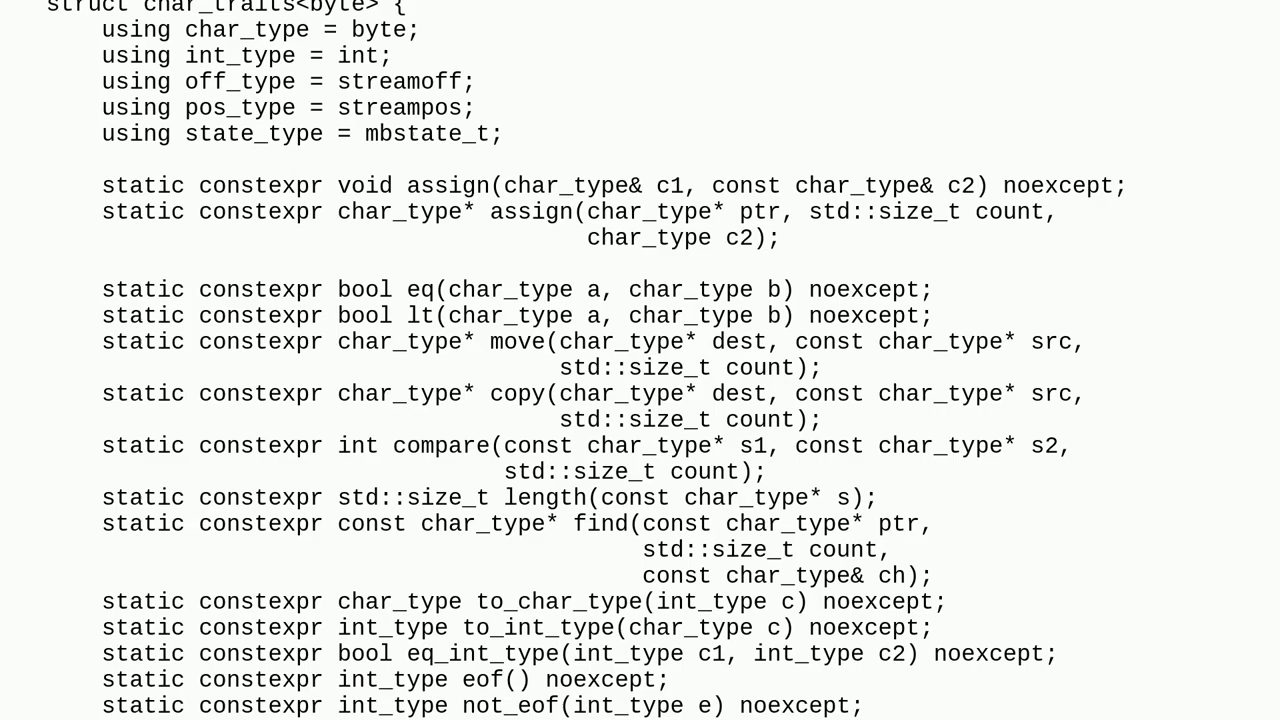 struct char_traits<byte> {
using char_type = byte;
using int_type = int;
using off_type = streamoff;
using pos_type = streampos;
using state_type = mbstate_t;
static constexpr void assign(char_type& c1, const char_type& c2) noexcept;
static constexpr char_type* assign(char_type* ptr, std::size_t count,
char_type c2);
static constexpr bool eq(char_type a, char_type b) noexcept;
static constexpr bool lt(char_type a, char_type b) noexcept;
static constexpr char_type* move(char_type* dest, const char_type* src,
std::size_t count);
static constexpr char_type* copy(char_type* dest, const char_type* src,
std::size_t count);
static constexpr int compare(const char_type* s1, const char_type* s2,
std::size_t count);
static constexpr std::size_t length(const char_type* s);
static constexpr const char_type* find(const char_type* ptr,
std::size_t count,
const char_type& ch);
static constexpr char_type to_char_type(int_type c) noexcept;
static constexpr int_type to_int_type(char_type c) noexcept;
static constexpr bool eq_int_type(int_type c1, int_type c2) noexcept;
static constexpr int_type eof() noexcept;
static constexpr int_type not_eof(int_type e) noexcept;